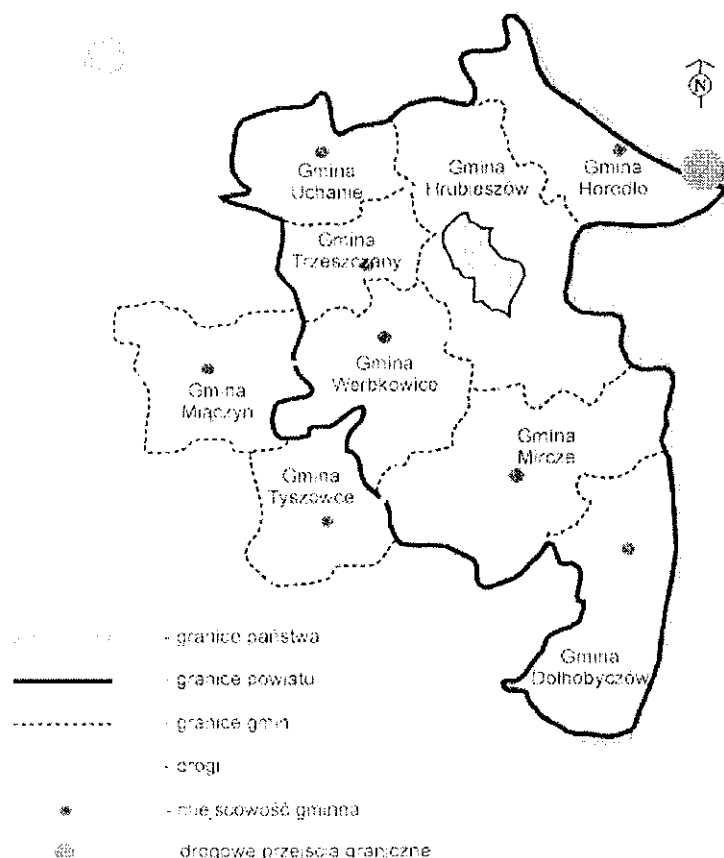 N
Gmina
Uchanie
Gmina
Hrubieszów
Gmina
Horodło
Gmina
Trzeszczany
Gmina
Werbkowice
Gmina
Miączyn
Gmina
Mircze
Gmina
Tyszowce
Gmina
Dołhobyczów
- granice państwa
- granice powiatu
- granice gmin
- drogi
- miejscowość gminna
drogowe przejścia graniczne